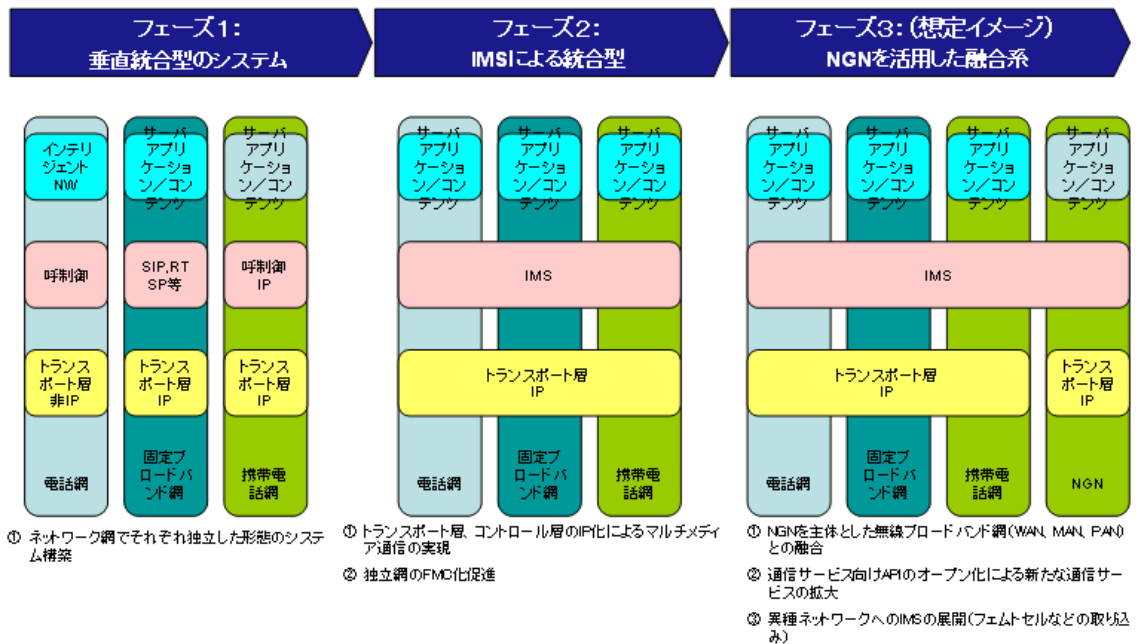 フェーズ1:
垂直統合型のシステム
フェーズ2:
IMSによる統合型
フェーズ3:(想定イメージ)
NGNを活用した融合系
インテリ
ジェント
NW
サーバ
アプリ
ケーショ
ン／コン
テンツ
サーバ
アプリ
ケーショ
ン／コン
テンツ
サーバ
アプリ
ケーショ
ン／コン
テンツ
サーバ
アプリ
ケーショ
ン／コン
テンツ
サーバ
アプリ
ケーショ
ン／コン
テンツ
サーバ
アプリ
ケーショ
ン／コン
テンツ
サーバ
アプリ
ケーショ
ン／コン
テンツ
サーバ
アプリ
ケーショ
ン／コン
テンツ
サーバ
アプリ
ケーショ
ン／コン
テンツ
呼制御
SIP,RT
SP等
呼制御
IP
IMS
IMS
トランス
ポート層
非IP
トランス
ポート層
IP
トランス
ポート層
IP
トランスポート層
IP
トランスポート層
IP
トランス
ポート層
IP
電話網
固定ブ
ロードバ
ンド網
携帯電
話網
電話網
固定ブ
ロードバ
ンド網
携帯電
話網
電話網
固定ブ
ロードバ
ンド網
携帯電
話網
NGN
① ネットワーク網でそれぞれ独立した形態のシステ
ム構築
① トランスポート層、コントロール層のIP化によるマルチメディ
ア通信の実現
② 独立網のFMC化促進
① NGNを主体とした無線ブロードバンド網(WAN, MAN, PAN)
との融合
② 通信サービス向けAPIのオープン化による新たな通信サー
ビスの拡大
③ 異種ネットワークへのIMSの展開(フェムトセルなどの取り込
み)